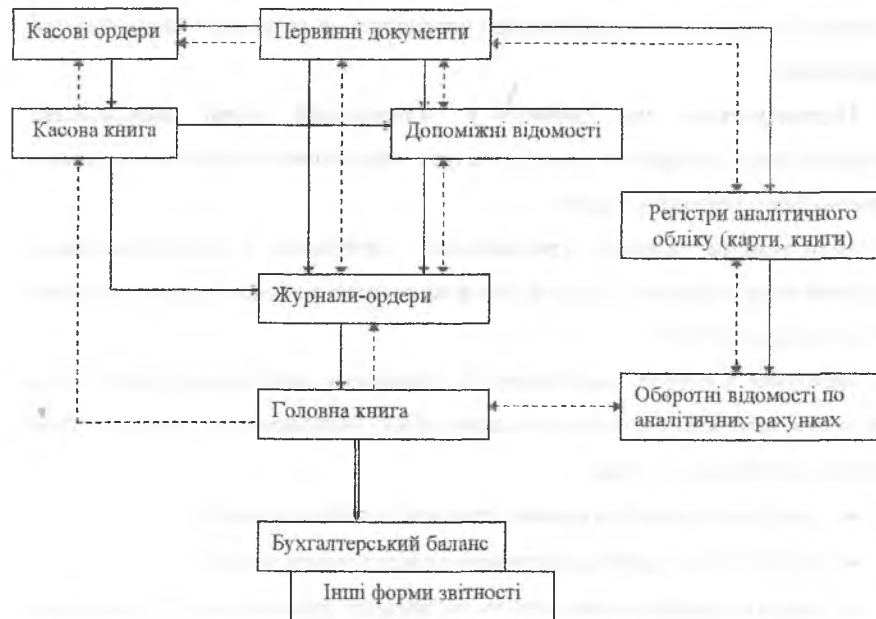 Касові ордери
Первинні документи
Касова книга
Допоміжні відомості
Регістри аналітичного
обліку (карти, книги)
Журнали-ордери
Головна книга
Оборотні відомості по
аналітичних рахунках
Бухгалтерський баланс
Інші форми звітності